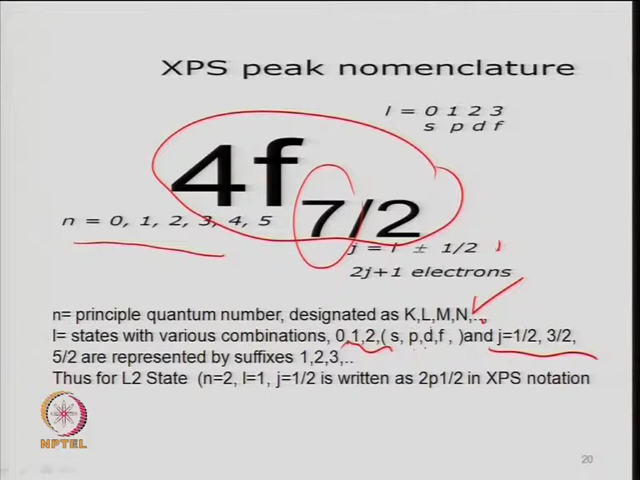 XPS peak nomenclature
l = 0 1 2 3
s p d f
4f7/2
n = 0, 1, 2, 3, 4, 5
j = l ± 1/2
2j+1 electrons
n= principle quantum number, designated as K,L,M,N,..
l= states with various combinations, 0,1,2,( s, p,d,f , )and j=1/2, 3/2,
5/2 are represented by suffixes 1,2,3,..
Thus for L2 State (n=2, l=1, j=1/2 is written as 2p1/2 in XPS notation
NPTEL
20